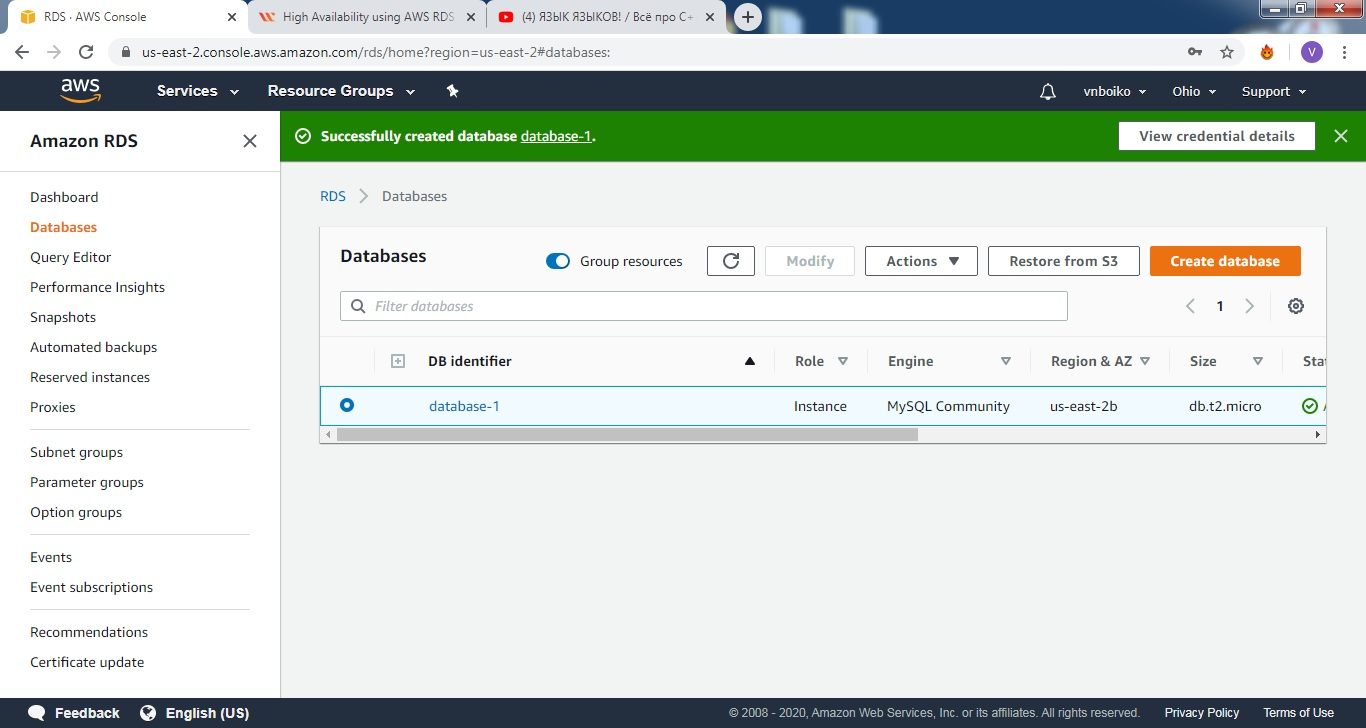 RDS · AWS Console
High Availability using AWS RDS
(4) ЯЗЫК ЯЗЫКОВ! / Всё про C+
us-east-2.console.aws.amazon.com/rds/home?region=us-east-2#databases:
V
aws Services Resource Groups vnboiko Ohio Support
Amazon RDS
Successfully created database database-1. View credential details
Dashboard
Databases
Query Editor
Performance Insights
Snapshots
Automated backups
Reserved instances
Proxies
Subnet groups
Parameter groups
Option groups
Events
Event subscriptions
Recommendations
Certificate update
RDS Databases
Databases Group resources Modify Actions Restore from S3 Create database
Filter databases 1
DB identifier Role Engine Region & AZ Size
database-1 Instance MySQL Community us-east-2b db.t2.micro
Feedback English (US) © 2008 - 2020, Amazon Web Services, Inc. or its affiliates. All rights reserved. Privacy Policy Terms of Use